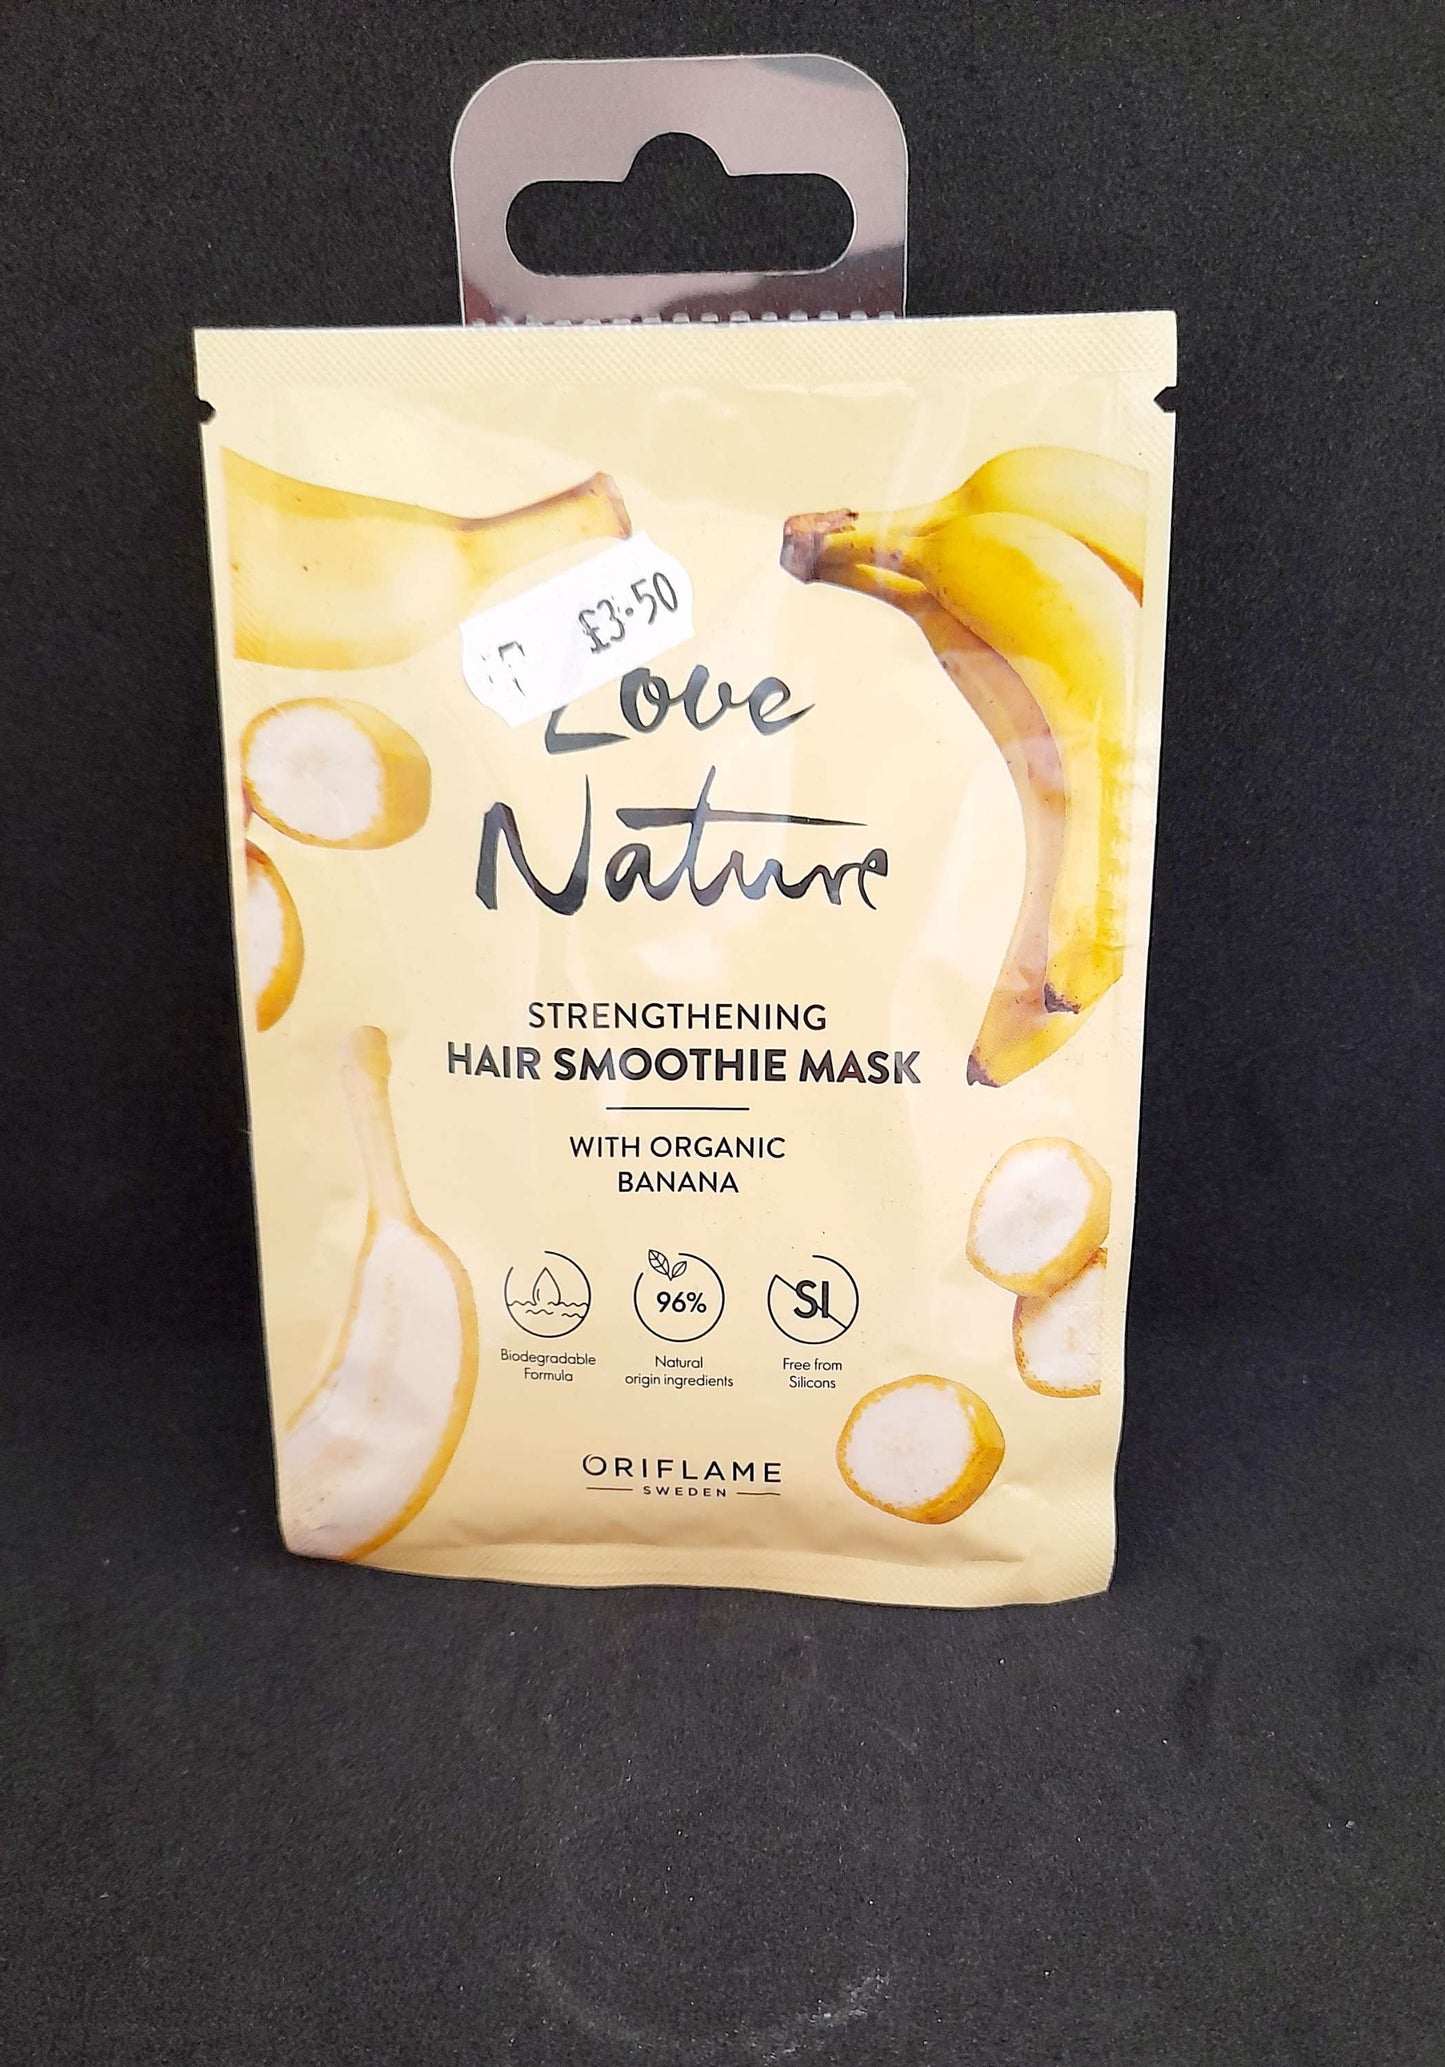 £3.50
Love
Nature
STRENGTHENING
HAIR SMOOTHIE MASK
WITH ORGANIC
BANANA
96%
SI
Biodegradable
Formula
Natural
origin ingredients
Free from
Silicons
ORIFLAME
SWEDEN